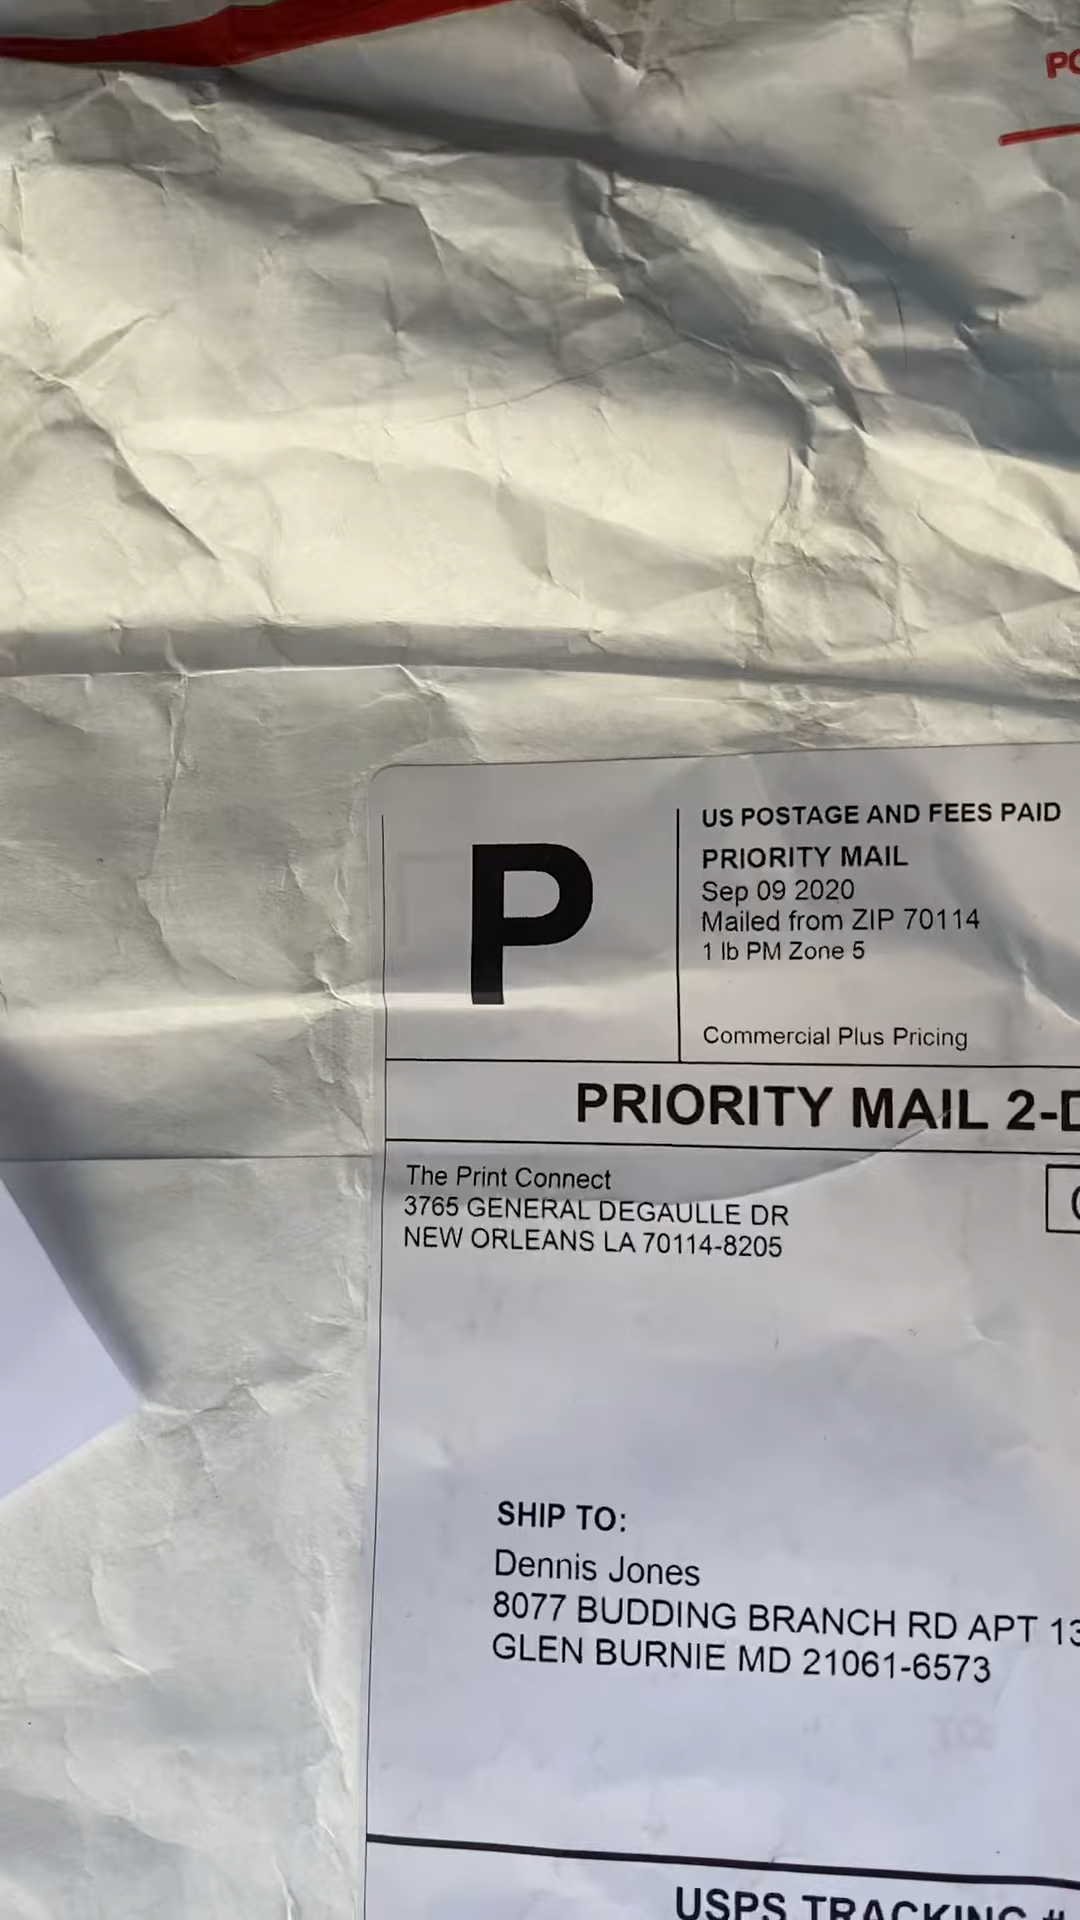 P
US POSTAGE AND FEES PAID
PRIORITY MAIL
Sep 09 2020
Mailed from ZIP 70114
1 lb PM Zone 5
Commercial Plus Pricing
PRIORITY MAIL
The Print Connect
3765 GENERAL DEGAULLE DR
NEW ORLEANS LA 70114-8205
SHIP TO:
Dennis Jones
8077 BUDDING BRANCH RD APT
GLEN BURNIE MD 21061-6573
USPS TRACKING #